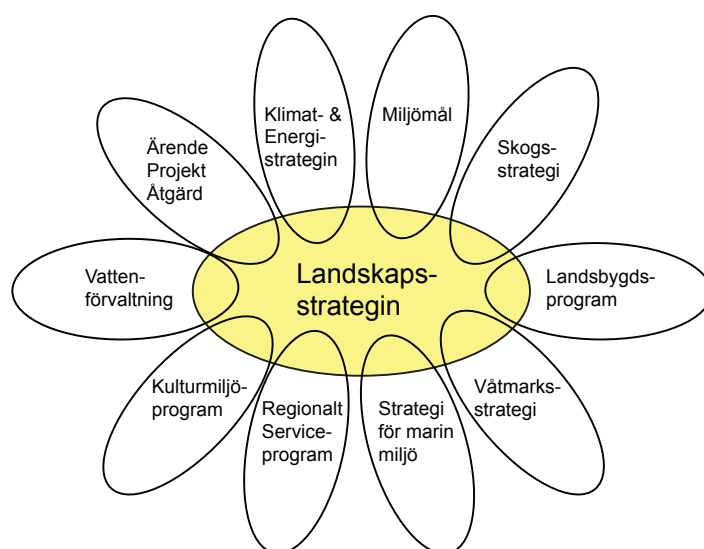 Klimat- &
Energi-
strategin
Miljömål
Skogs-
strategi
Ärende
Projekt
Åtgärd
Landskaps-
strategin
Vatten-
förvaltning
Landsbygds-
program
Kulturmiljö-
program
Regionalt
Service-
program
Strategi
för marin
miljö
Våtmarks-
strategi